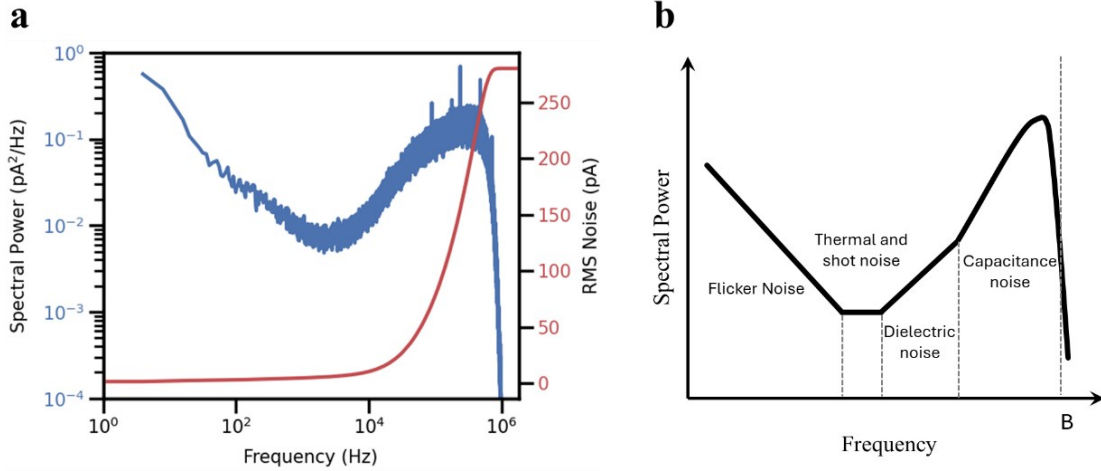 a
10⁰
10⁻¹
10⁻²
10⁻³
10⁻⁴
Spectral Power (pA²/Hz)
10⁰
10²
10⁴
10⁶
Frequency (Hz)
250
200
150
100
50
0
RMS Noise (pA)
b
Spectral Power
Flicker Noise
Thermal and
shot noise
Dielectric
noise
Capacitance
noise
B
Frequency